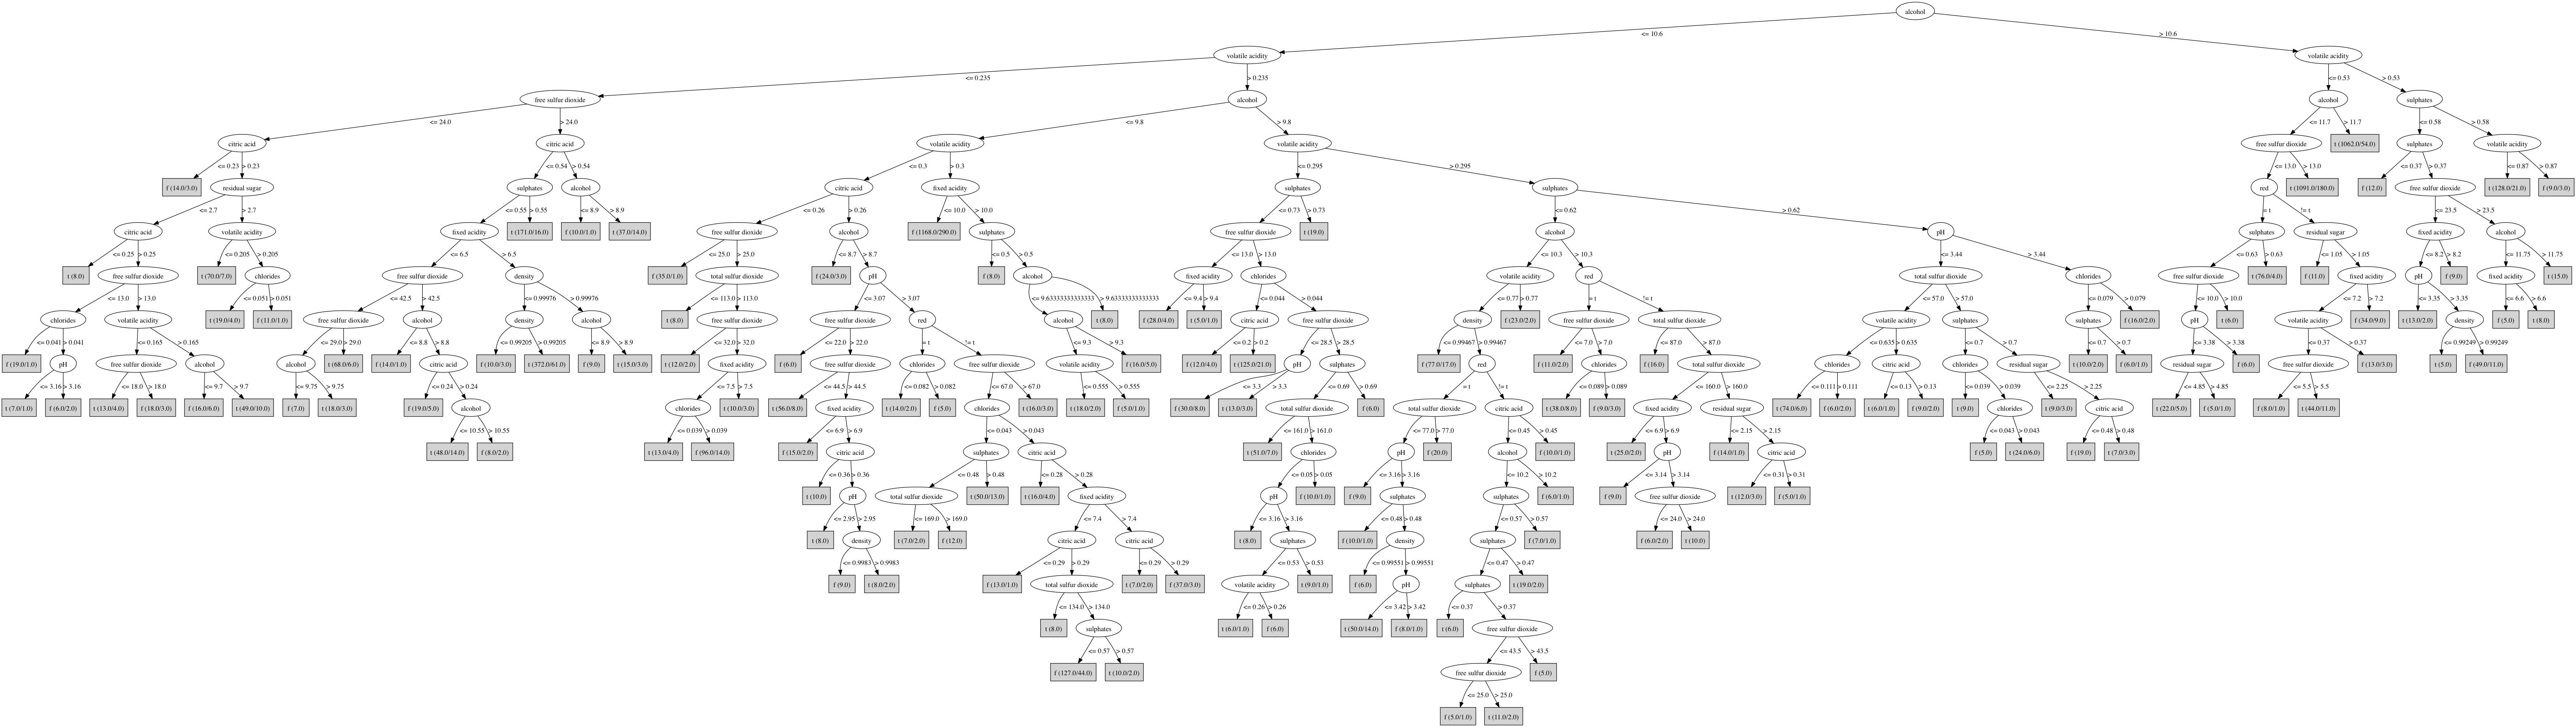 alcohol
<= 10.6 > 10.6
volatile acidity volatile acidity
<= 0.235 > 0.235 <= 0.53 > 0.53
free sulfur dioxide alcohol alcohol sulphates
<= 24.0 > 24.0 <= 9.8 > 9.8 <= 11.7 > 11.7 <= 0.58 > 0.58
citric acid citric acid volatile acidity volatile acidity free sulfur dioxide t (1062.0/54.0) sulphates volatile acidity
<= 0.23 > 0.23 <= 0.54 > 0.54 <= 0.3 > 0.3 <= 0.295 > 0.295 <= 13.0 > 13.0 <= 0.37 > 0.37 <= 0.87 > 0.87
f (14.0/3.0) residual sugar sulphates alcohol citric acid fixed acidity sulphates sulphates red t (1091.0/180.0) f (12.0) free sulfur dioxide t (128.0/21.0) f (9.0/3.0)
<= 2.7 > 2.7 <= 0.55 > 0.55 <= 8.9 > 8.9 <= 0.26 > 0.26 <= 10.0 > 10.0 <= 0.73 > 0.73 <= 0.62 > 0.62 = t != t <= 23.5 > 23.5
citric acid volatile acidity fixed acidity t (171.0/16.0) f (10.0/1.0) t (37.0/14.0) free sulfur dioxide alcohol f (1168.0/290.0) sulphates free sulfur dioxide t (19.0) alcohol pH sulphates residual sugar fixed acidity alcohol
<= 0.25 > 0.25 <= 0.205 > 0.205 <= 6.5 > 6.5 <= 25.0 > 25.0 <= 8.7 > 8.7 <= 0.5 > 0.5 <= 13.0 > 13.0 <= 10.3 > 10.3 <= 3.44 > 3.44 <= 0.63 > 0.63 <= 1.05 > 1.05 <= 8.2 > 8.2 <= 11.75 > 11.75
t (8.0) free sulfur dioxide t (70.0/7.0) chlorides free sulfur dioxide density f (35.0/1.0) total sulfur dioxide f (24.0/3.0) pH f (8.0) alcohol fixed acidity chlorides volatile acidity red total sulfur dioxide chlorides free sulfur dioxide t (76.0/4.0) f (11.0) fixed acidity pH f (9.0) fixed acidity t (15.0)
<= 13.0 > 13.0 <= 0.051 > 0.051 <= 42.5 > 42.5 <= 0.99976 > 0.99976 <= 113.0 > 113.0 <= 3.07 > 3.07 <= 9.63333333333333 > 9.63333333333333 <= 9.4 > 9.4 <= 0.044 > 0.044 <= 0.77 > 0.77 = t != t <= 57.0 > 57.0 <= 0.079 > 0.079 <= 10.0 > 10.0 <= 7.2 > 7.2 <= 3.35 > 3.35 <= 6.6 > 6.6
chlorides volatile acidity t (19.0/4.0) f (11.0/1.0) free sulfur dioxide alcohol density alcohol t (8.0) free sulfur dioxide free sulfur dioxide red alcohol t (8.0) f (28.0/4.0) t (5.0/1.0) citric acid free sulfur dioxide density f (23.0/2.0) free sulfur dioxide total sulfur dioxide volatile acidity sulphates sulphates f (16.0/2.0) pH t (6.0) volatile acidity f (34.0/9.0) t (13.0/2.0) density f (5.0) t (8.0)
<= 0.041 > 0.041 <= 0.165 > 0.165 <= 29.0 > 29.0 <= 8.8 > 8.8 <= 0.99205 > 0.99205 <= 8.9 > 8.9 <= 32.0 > 32.0 <= 22.0 > 22.0 = t != t <= 9.3 > 9.3 <= 0.2 > 0.2 <= 28.5 > 28.5 <= 0.99467 > 0.99467 <= 7.0 > 7.0 <= 87.0 > 87.0 <= 0.635 > 0.635 <= 0.7 > 0.7 <= 0.7 > 0.7 <= 3.38 > 3.38 <= 0.37 > 0.37 <= 0.99249 > 0.99249
f (19.0/1.0) pH free sulfur dioxide alcohol alcohol t (68.0/6.0) f (14.0/1.0) citric acid f (10.0/3.0) t (372.0/61.0) f (9.0) t (15.0/3.0) t (12.0/2.0) fixed acidity f (6.0) free sulfur dioxide chlorides free sulfur dioxide volatile acidity f (16.0/5.0) f (12.0/4.0) t (125.0/21.0) pH sulphates t (77.0/17.0) red f (11.0/2.0) chlorides f (16.0) total sulfur dioxide chlorides citric acid chlorides residual sugar t (10.0/2.0) f (6.0/1.0) residual sugar f (6.0) free sulfur dioxide f (13.0/3.0) t (5.0) f (49.0/11.0)
<= 3.16 > 3.16 <= 18.0 > 18.0 <= 9.7 > 9.7 <= 9.75 > 9.75 <= 0.24 > 0.24 <= 7.5 > 7.5 <= 44.5 > 44.5 <= 0.082 > 0.082 <= 67.0 > 67.0 <= 0.555 > 0.555 <= 3.3 > 3.3 <= 0.69 > 0.69 = t != t <= 0.089 > 0.089 <= 160.0 > 160.0 <= 0.111 > 0.111 <= 0.13 > 0.13 <= 0.039 > 0.039 <= 2.25 > 2.25 <= 4.85 > 4.85 <= 5.5 > 5.5
t (7.0/1.0) f (6.0/2.0) t (13.0/4.0) f (18.0/3.0) f (16.0/6.0) t (49.0/10.0) f (7.0) t (18.0/3.0) f (19.0/5.0) alcohol chlorides t (10.0/3.0) t (56.0/8.0) fixed acidity t (14.0/2.0) f (5.0) chlorides t (16.0/3.0) t (18.0/2.0) f (5.0/1.0) f (30.0/8.0) t (13.0/3.0) total sulfur dioxide f (6.0) total sulfur dioxide citric acid t (38.0/8.0) f (9.0/3.0) fixed acidity residual sugar t (74.0/6.0) f (6.0/2.0) t (6.0/1.0) f (9.0/2.0) t (9.0) chlorides t (9.0/3.0) citric acid t (22.0/5.0) f (5.0/1.0) f (8.0/1.0) t (44.0/11.0)
<= 10.55 > 10.55 <= 0.039 > 0.039 <= 6.9 > 6.9 <= 0.043 > 0.043 <= 161.0 > 161.0 <= 77.0 > 77.0 <= 0.45 > 0.45 <= 6.9 > 6.9 <= 2.15 > 2.15 <= 0.043 > 0.043 <= 0.48 > 0.48
t (48.0/14.0) f (8.0/2.0) t (13.0/4.0) f (96.0/14.0) f (15.0/2.0) citric acid sulphates citric acid t (51.0/7.0) chlorides pH f (20.0) alcohol f (10.0/1.0) t (25.0/2.0) pH f (14.0/1.0) citric acid f (5.0) t (24.0/6.0) f (19.0) t (7.0/3.0)
<= 0.36 > 0.36 <= 0.48 > 0.48 <= 0.28 > 0.28 <= 0.05 > 0.05 <= 3.16 > 3.16 <= 10.2 > 10.2 <= 3.14 > 3.14 <= 0.31 > 0.31
t (10.0) pH total sulfur dioxide t (50.0/13.0) t (16.0/4.0) fixed acidity pH f (10.0/1.0) f (9.0) sulphates sulphates f (6.0/1.0) f (9.0) free sulfur dioxide t (12.0/3.0) f (5.0/1.0)
<= 2.95 > 2.95 <= 169.0 > 169.0 <= 7.4 > 7.4 <= 3.16 > 3.16 <= 0.48 > 0.48 <= 0.57 > 0.57 <= 24.0 > 24.0
t (8.0) density t (7.0/2.0) f (12.0) citric acid citric acid t (8.0) sulphates f (10.0/1.0) density sulphates f (7.0/1.0) f (6.0/2.0) t (10.0)
<= 0.9983 > 0.9983 <= 0.29 > 0.29 <= 0.29 > 0.29 <= 0.53 > 0.53 <= 0.99551 > 0.99551 <= 0.47 > 0.47
f (9.0) t (8.0/2.0) f (13.0/1.0) total sulfur dioxide t (7.0/2.0) f (37.0/3.0) volatile acidity t (9.0/1.0) f (6.0) pH sulphates t (19.0/2.0)
<= 134.0 > 134.0 <= 0.26 > 0.26 <= 3.42 > 3.42 <= 0.37 > 0.37
t (8.0) sulphates t (6.0/1.0) f (6.0) t (50.0/14.0) f (8.0/1.0) t (6.0) free sulfur dioxide
<= 0.57 > 0.57 <= 43.5 > 43.5
f (127.0/44.0) t (10.0/2.0) free sulfur dioxide f (5.0)
<= 25.0 > 25.0
f (5.0/1.0) t (11.0/2.0)